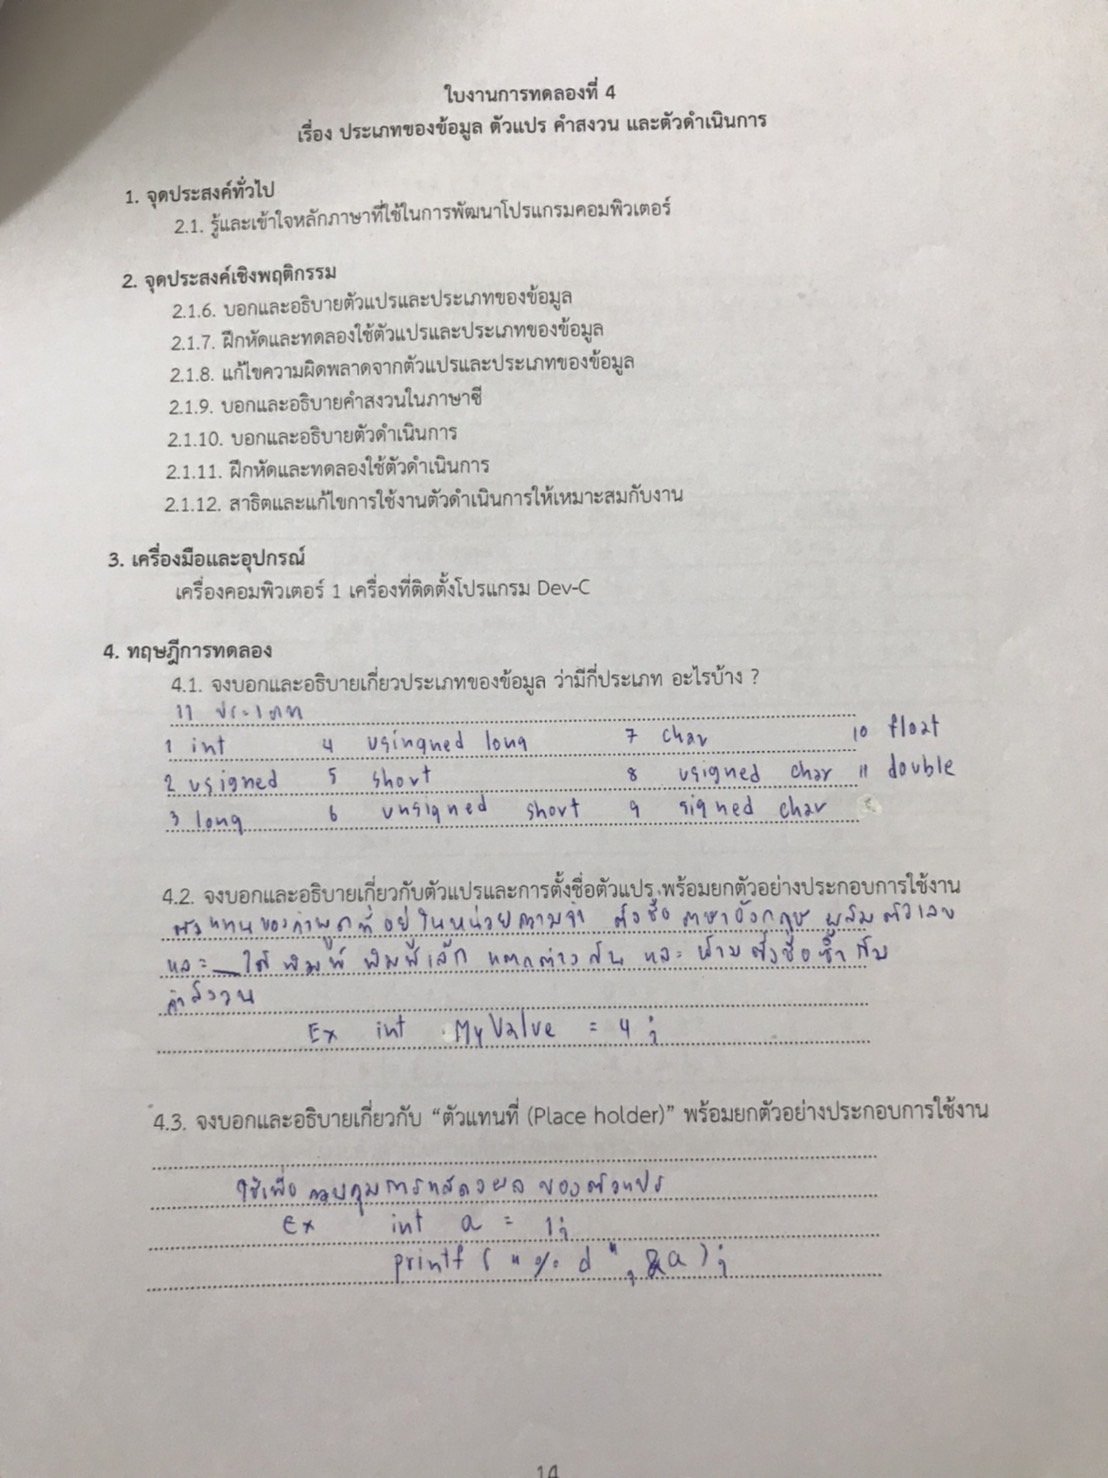 ใบงานการทดลองที่ 4
เรื่อง ประเภทของข้อมูล ตัวแปร คำสงวน และตัวดำเนินการ
1. จุดประสงค์ทั่วไป
2.1. รู้และเข้าใจหลักภาษาที่ใช้ในการพัฒนาโปรแกรมคอมพิวเตอร์
2. จุดประสงค์เชิงพฤติกรรม
2.1.6. บอกและอธิบายตัวแปรและประเภทของข้อมูล
2.1.7. ฝึกหัดและทดลองใช้ตัวแปรและประเภทของข้อมูล
2.1.8. แก้ไขความผิดพลาดจากตัวแปรและประเภทของข้อมูล
2.1.9. บอกและอธิบายคำสงวนในภาษาซี
2.1.10. บอกและอธิบายตัวดำเนินการ
2.1.11. ฝึกหัดและทดลองใช้ตัวดำเนินการ
2.1.12. สาธิตและแก้ไขการใช้งานตัวดำเนินการให้เหมาะสมกับงาน
3. เครื่องมือและอุปกรณ์
เครื่องคอมพิวเตอร์ 1 เครื่องที่ติดตั้งโปรแกรม Dev-C
4. ทฤษฎีการทดลอง
4.1. จงบอกและอธิบายเกี่ยวประเภทของข้อมูล ว่ามีกี่ประเภท อะไรบ้าง ?
11 ประเภท
1 int 4 usingned long 7 char 10 float
2 usigned 5 short 8 usigned char 11 double
3 long 6 unsigned short 9 signed char
4.2. จงบอกและอธิบายเกี่ยวกับตัวแปรและการตั้งชื่อตัวแปร พร้อมยกตัวอย่างประกอบการใช้งาน
ตัวแทนของคำพูดที่อยู่ในหน่วยความจำ ตั้งชื่อ ภาษาอังกฤษ ผสมตัวเลข
และ _ ได้ พิมพ์ พิมพ์เล็ก แตกต่างกัน และ ห้ามตั้งชื่อซ้ำกับ
คำสงวน
Ex int MyValue = 4 ;
4.3. จงบอกและอธิบายเกี่ยวกับ “ตัวแทนที่ (Place holder)” พร้อมยกตัวอย่างประกอบการใช้งาน
ใช้เพื่อ ควบคุมการแสดงผล ของตัวแปร
Ex int a = 1;
printf ( " % d " , &a ) ;
14